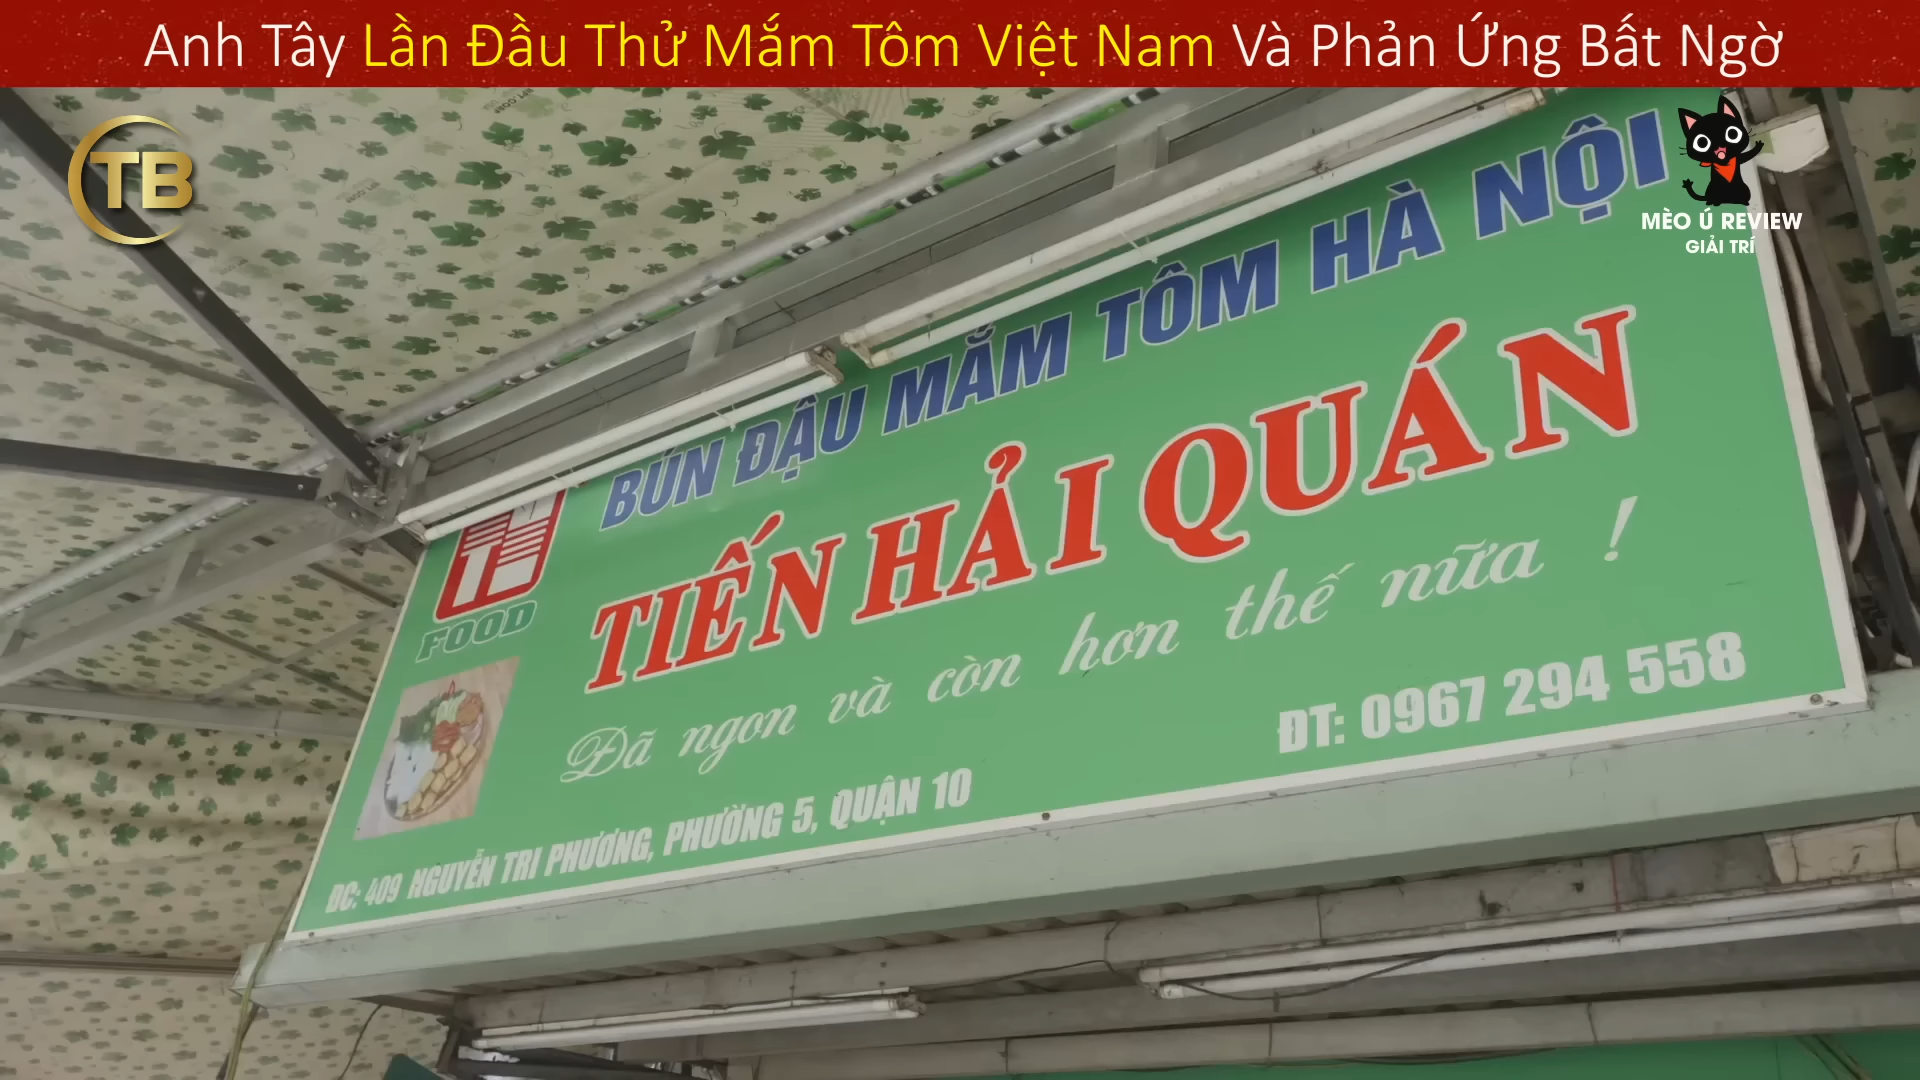 Anh Tây Lần Đầu Thử Mắm Tôm Việt Nam Và Phản Ứng Bất Ngờ
TB
MÈO Ú REVIEW
GIẢI TRÍ
BÚN ĐẬU MẮM TÔM HÀ NỘI
FOOD
TIẾN HẢI QUÁN
Đã ngon và còn hơn thế nữa !
ĐT: 0967 294 558
ĐC: 409 NGUYỄN TRI PHƯƠNG, PHƯỜNG 5, QUẬN 10